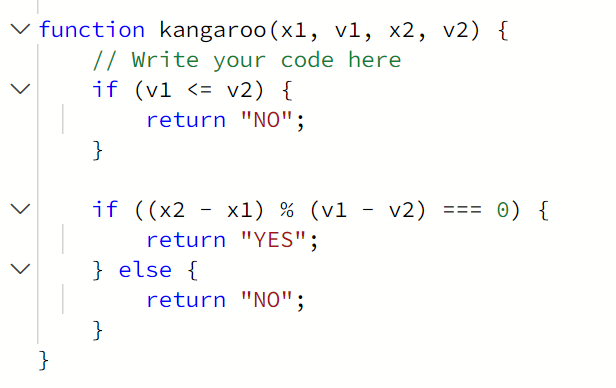 function kangaroo(x1, v1, x2, v2) {
    // Write your code here
    if (v1 <= v2) {
        return "NO";
    }

    if ((x2 - x1) % (v1 - v2) === 0) {
        return "YES";
    } else {
        return "NO";
    }
}